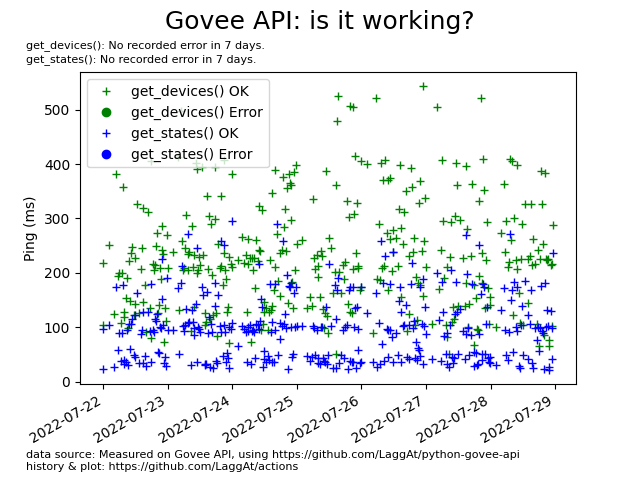 Govee API: is it working?
get_devices(): No recorded error in 7 days.
get_states(): No recorded error in 7 days.
get_devices() OK
get_devices() Error
get_states() OK
get_states() Error
Ping (ms)
500
400
300
200
100
0
2022-07-22
2022-07-23
2022-07-24
2022-07-25
2022-07-26
2022-07-27
2022-07-28
2022-07-29
data source: Measured on Govee API, using https://github.com/LaggAt/python-govee-api
history & plot: https://github.com/LaggAt/actions